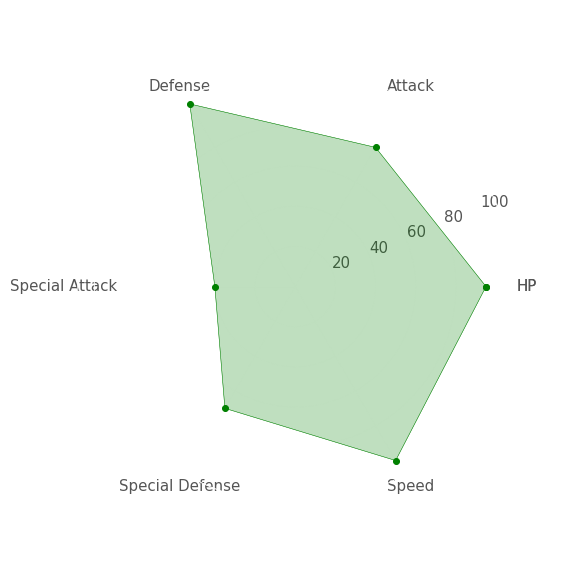 Defense
Attack
100
80
60
40
20
Special Attack
HP
Special Defense
Speed